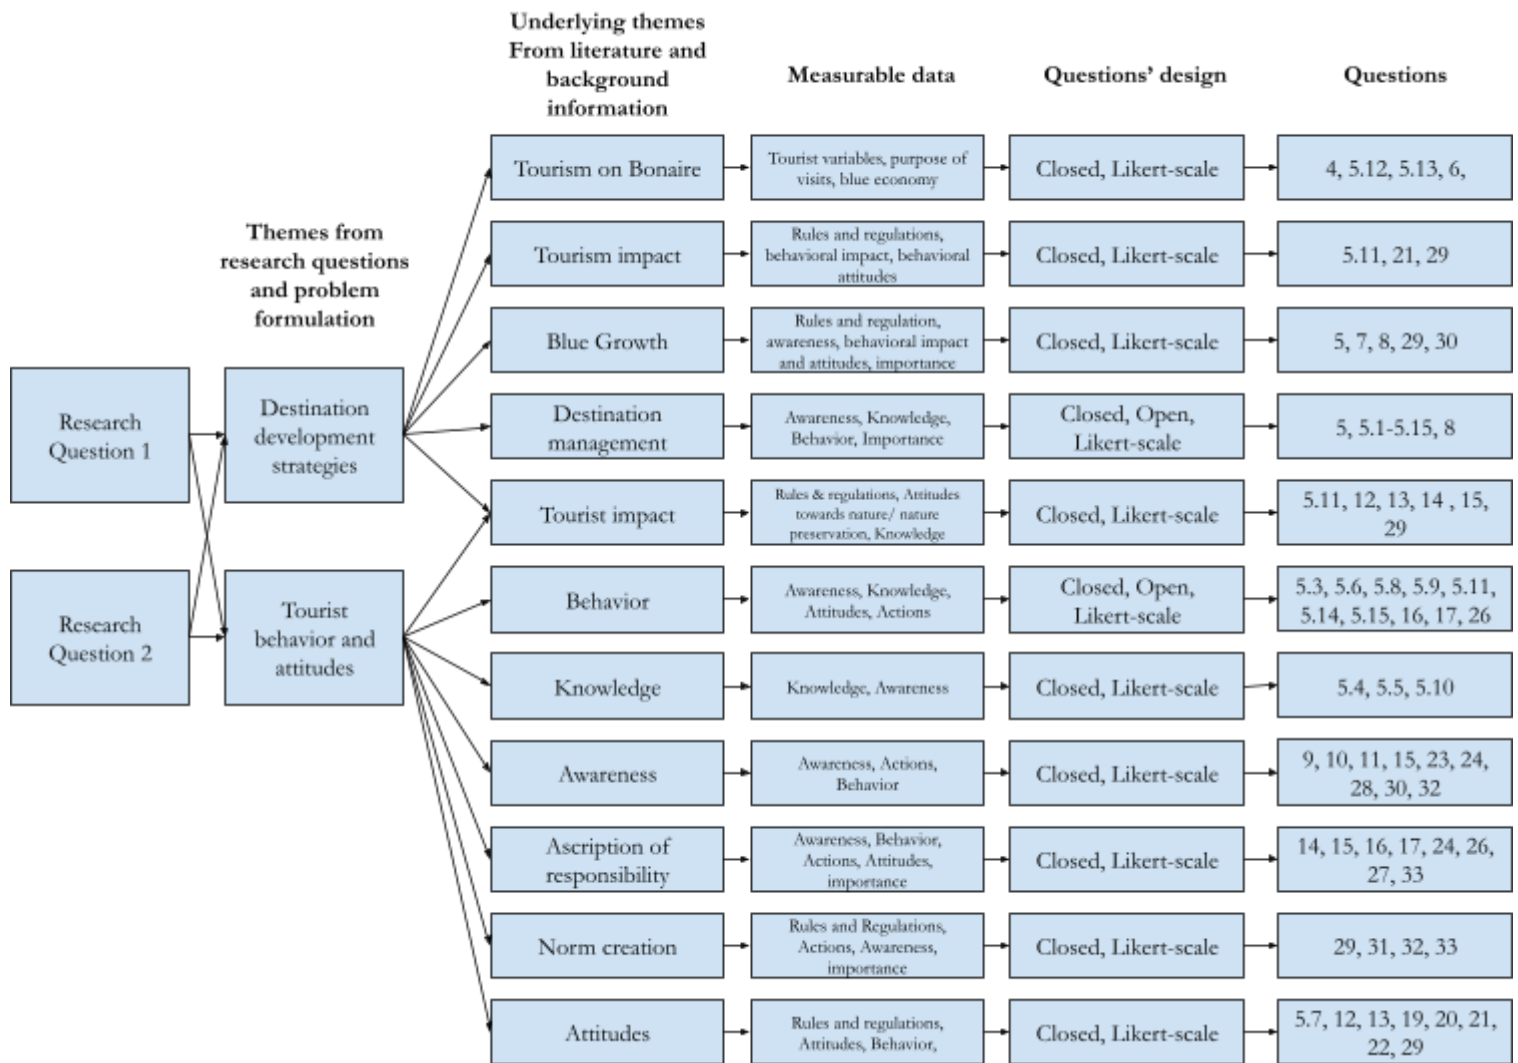 Underlying themes
From literature and
background
information
Measurable data
Questions' design
Questions
Themes from
research questions
and problem
formulation
Research
Question 1
Research
Question 2
Destination
development
strategies
Tourist
behavior and
attitudes
Tourism on Bonaire
Tourist variables, purpose of
visits, blue economy
Closed, Likert-scale
4, 5.12, 5.13, 6,
Tourism impact
Rules and regulations,
behavioral impact, behavioral
attitudes
Closed, Likert-scale
5.11, 21, 29
Blue Growth
Rules and regulation,
awareness, behavioral impact
and attitudes, importance
Closed, Likert-scale
5, 7, 8, 29, 30
Destination
management
Awareness, Knowledge,
Behavior, Importance
Closed, Open,
Likert-scale
5, 5.1-5.15, 8
Tourist impact
Rules & regulations, Attitudes
towards nature/ nature
preservation, Knowledge
Closed, Likert-scale
5.11, 12, 13, 14 , 15,
29
Behavior
Awareness, Knowledge,
Attitudes, Actions
Closed, Open,
Likert-scale
5.3, 5.6, 5.8, 5.9, 5.11,
5.14, 5.15, 16, 17, 26
Knowledge
Knowledge, Awareness
Closed, Likert-scale
5.4, 5.5, 5.10
Awareness
Awareness, Actions,
Behavior
Closed, Likert-scale
9, 10, 11, 15, 23, 24,
28, 30, 32
Ascription of
responsibility
Awareness, Behavior,
Actions, Attitudes,
importance
Closed, Likert-scale
14, 15, 16, 17, 24, 26,
27, 33
Norm creation
Rules and Regulations,
Actions, Awareness,
importance
Closed, Likert-scale
29, 31, 32, 33
Attitudes
Rules and regulations,
Attitudes, Behavior,
Closed, Likert-scale
5.7, 12, 13, 19, 20, 21,
22, 29